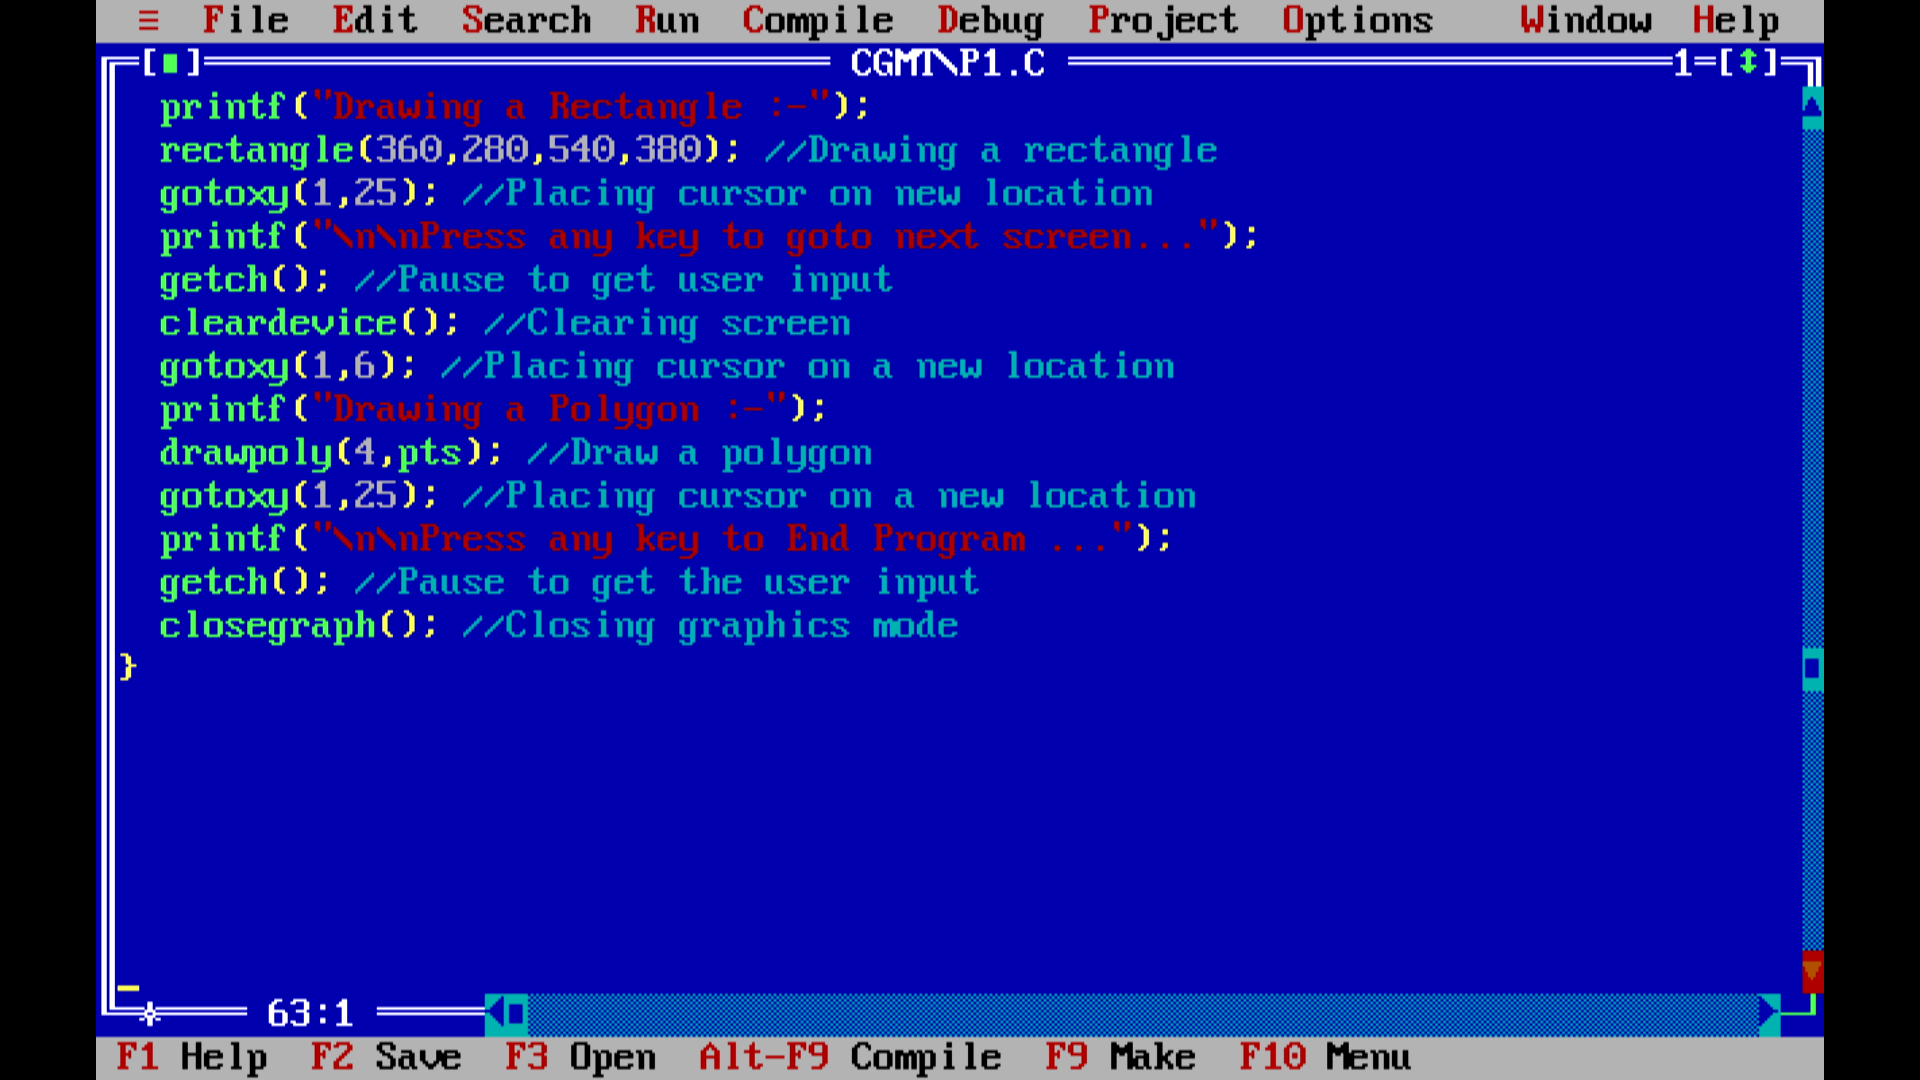 ≡ File Edit Search Run Compile Debug Project Options Window Help
[■] CGMT\P1.C 1=[↕]
printf("Drawing a Rectangle :-");
rectangle(360,280,540,380); //Drawing a rectangle
gotoxy(1,25); //Placing cursor on new location
printf("\n\nPress any key to goto next screen...");
getch(); //Pause to get user input
cleardevice(); //Clearing screen
gotoxy(1,6); //Placing cursor on a new location
printf("Drawing a Polygon :-");
drawpoly(4,pts); //Draw a polygon
gotoxy(1,25); //Placing cursor on a new location
printf("\n\nPress any key to End Program ...");
getch(); //Pause to get the user input
closegraph(); //Closing graphics mode
}
63:1
F1 Help F2 Save F3 Open Alt-F9 Compile F9 Make F10 Menu